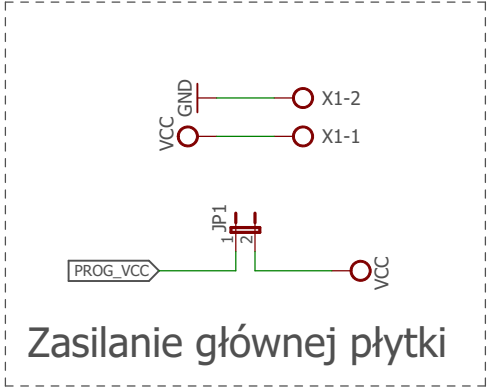 GND
X1-2
VCC
X1-1
JP1
1
2
PROG_VCC
VCC
Zasilanie głównej płytki